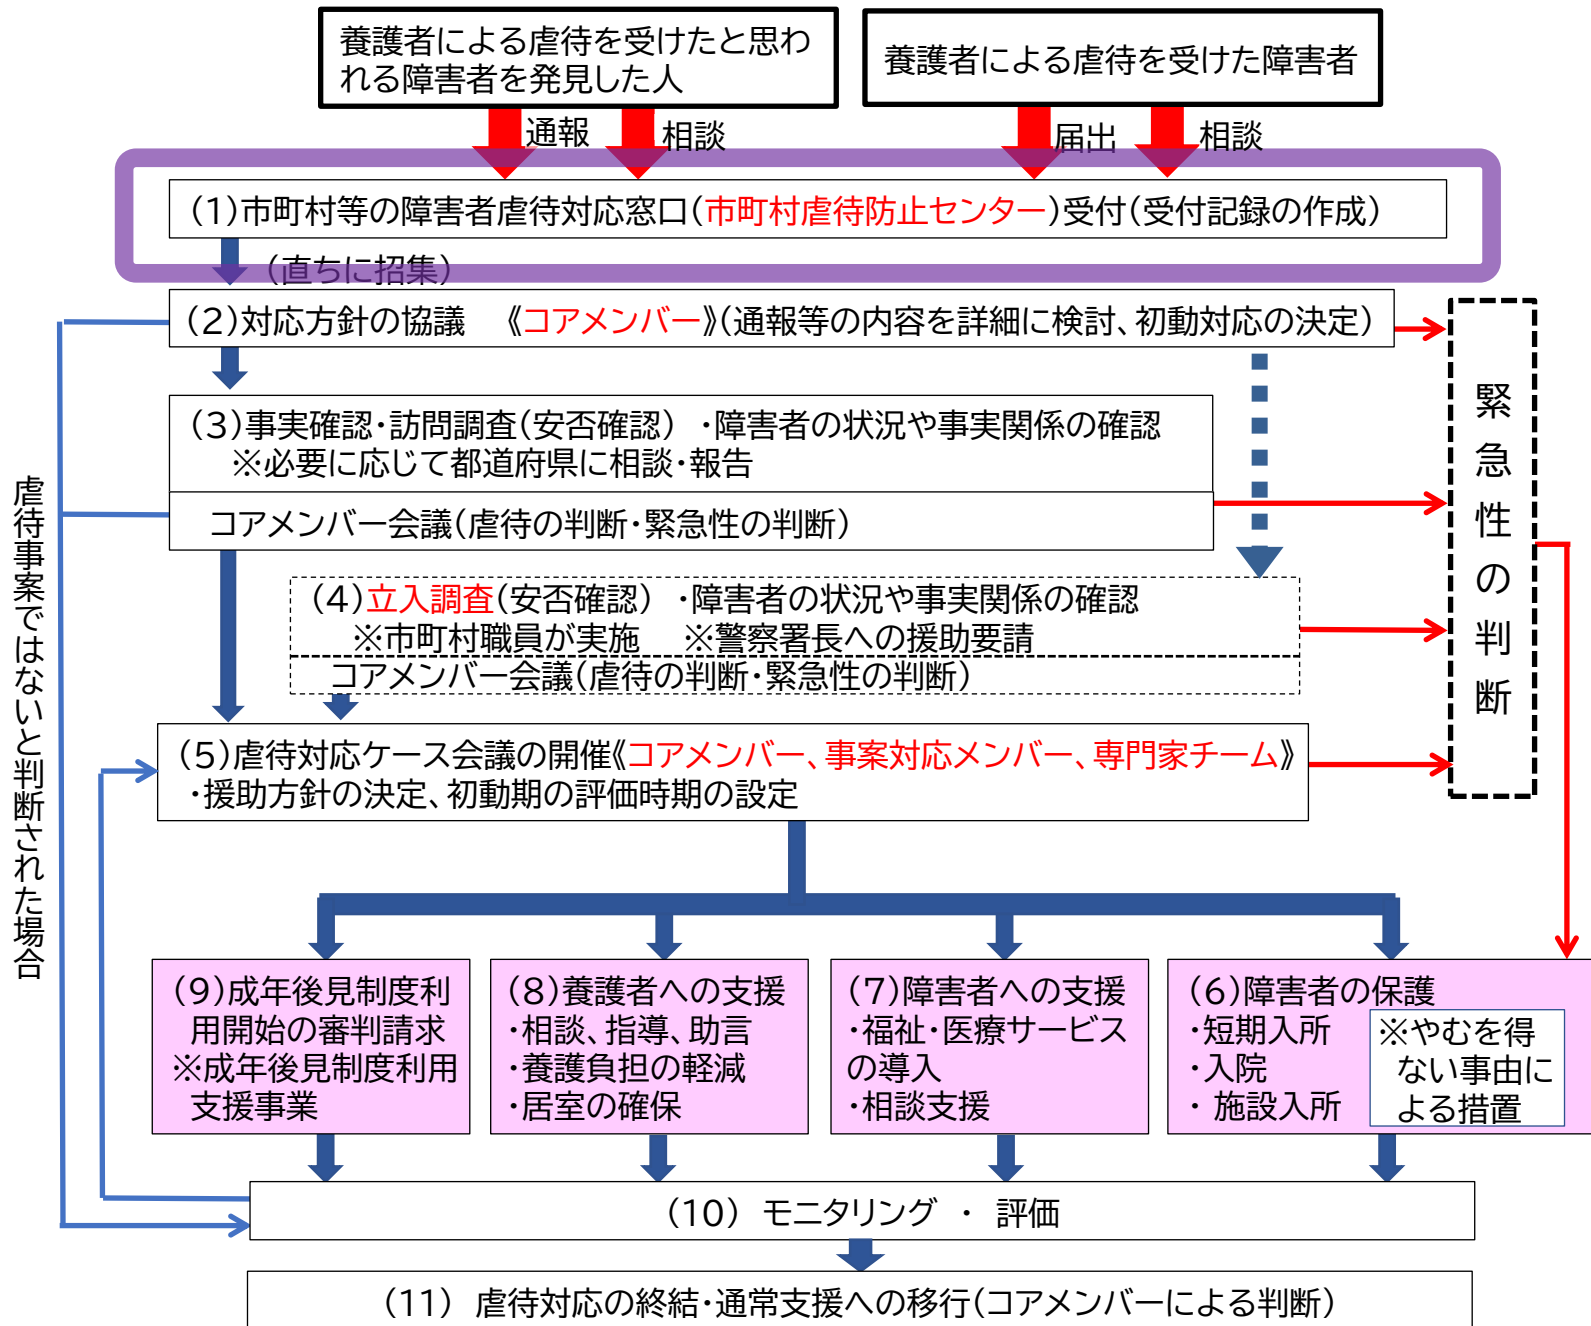 養護者による虐待を受けたと思わ
れる障害者を発見した人
養護者による虐待を受けた障害者
通報
相談
届出
相談
(1)市町村等の障害者虐待対応窓口(市町村虐待防止センター)受付(受付記録の作成)
(直ちに招集)
(2)対応方針の協議　《コアメンバー》(通報等の内容を詳細に検討、初動対応の決定)
(3)事実確認・訪問調査(安否確認)　・障害者の状況や事実関係の確認
※必要に応じて都道府県に相談・報告
コアメンバー会議(虐待の判断・緊急性の判断)
(4)立入調査(安否確認)　・障害者の状況や事実関係の確認
※市町村職員が実施　※警察署長への援助要請
コアメンバー会議(虐待の判断・緊急性の判断)
(5)虐待対応ケース会議の開催《コアメンバー、事案対応メンバー、専門家チーム》
・援助方針の決定、初動期の評価時期の設定
緊急性の判断
虐待事案ではないと判断された場合
(9)成年後見制度利
用開始の審判請求
※成年後見制度利用
支援事業
(8)養護者への支援
・相談、指導、助言
・養護負担の軽減
・居室の確保
(7)障害者への支援
・福祉・医療サービス
の導入
・相談支援
(6)障害者の保護
・短期入所
・入院
・ 施設入所
※やむを得
ない事由に
よる措置
(10) モニタリング ・ 評価
(11) 虐待対応の終結・通常支援への移行(コアメンバーによる判断)